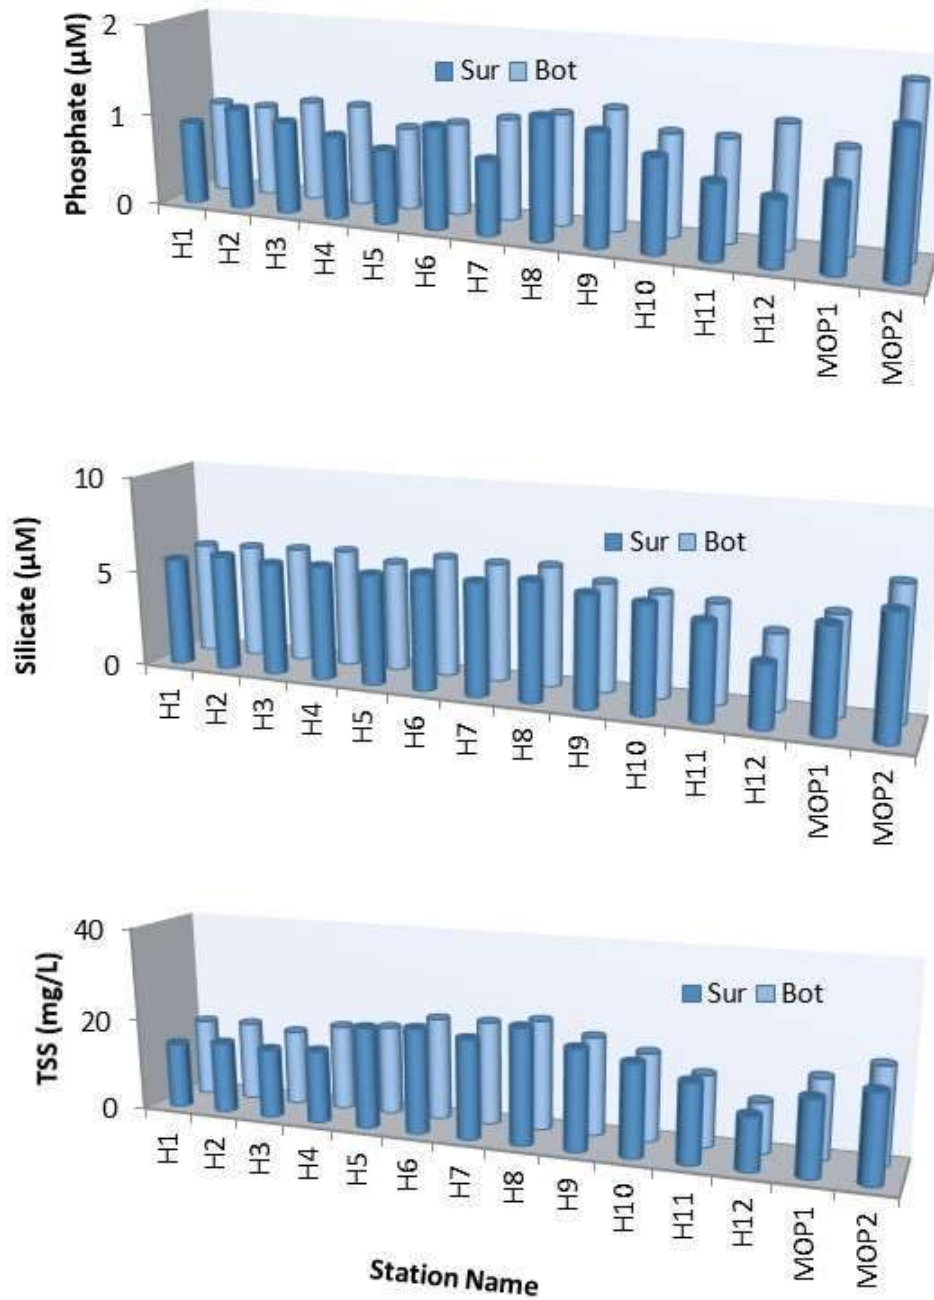 Phosphate (µM)
2
1
0
Sur Bot
H1 H2 H3 H4 H5 H6 H7 H8 H9 H10 H11 H12 MOP1 MOP2
Silicate (µM)
10
5
0
Sur Bot
H1 H2 H3 H4 H5 H6 H7 H8 H9 H10 H11 H12 MOP1 MOP2
TSS (mg/L)
40
20
0
Sur Bot
H1 H2 H3 H4 H5 H6 H7 H8 H9 H10 H11 H12 MOP1 MOP2
Station Name